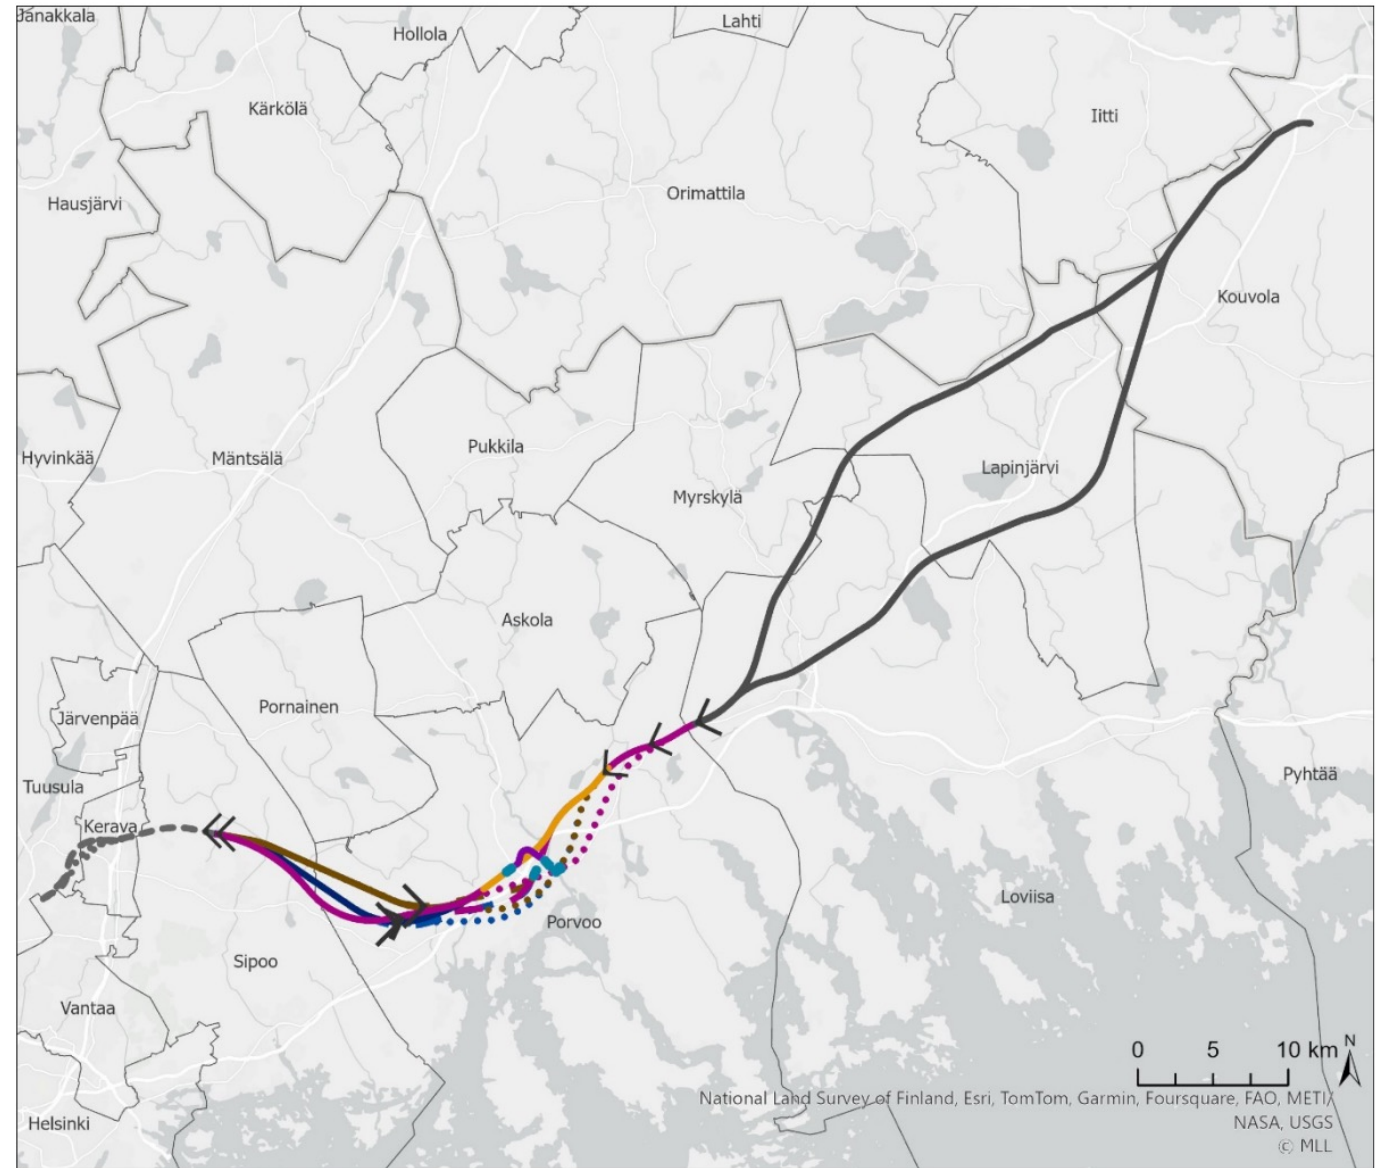 Janakkala
Hollola
Lahti
Kärkölä
Iitti
Hausjärvi
Orimattila
Kouvola
Hyvinkää
Mäntsälä
Pukkila
Lapinjärvi
Myrskylä
Askola
Pornainen
Järvenpää
Tuusula
Pyhtää
Kerava
Loviisa
Porvoo
Sipoo
Vantaa
Helsinki
0 5 10 km
N
National Land Survey of Finland, Esri, TomTom, Garmin, Foursquare, FAO, METI/
NASA, USGS
© MLL